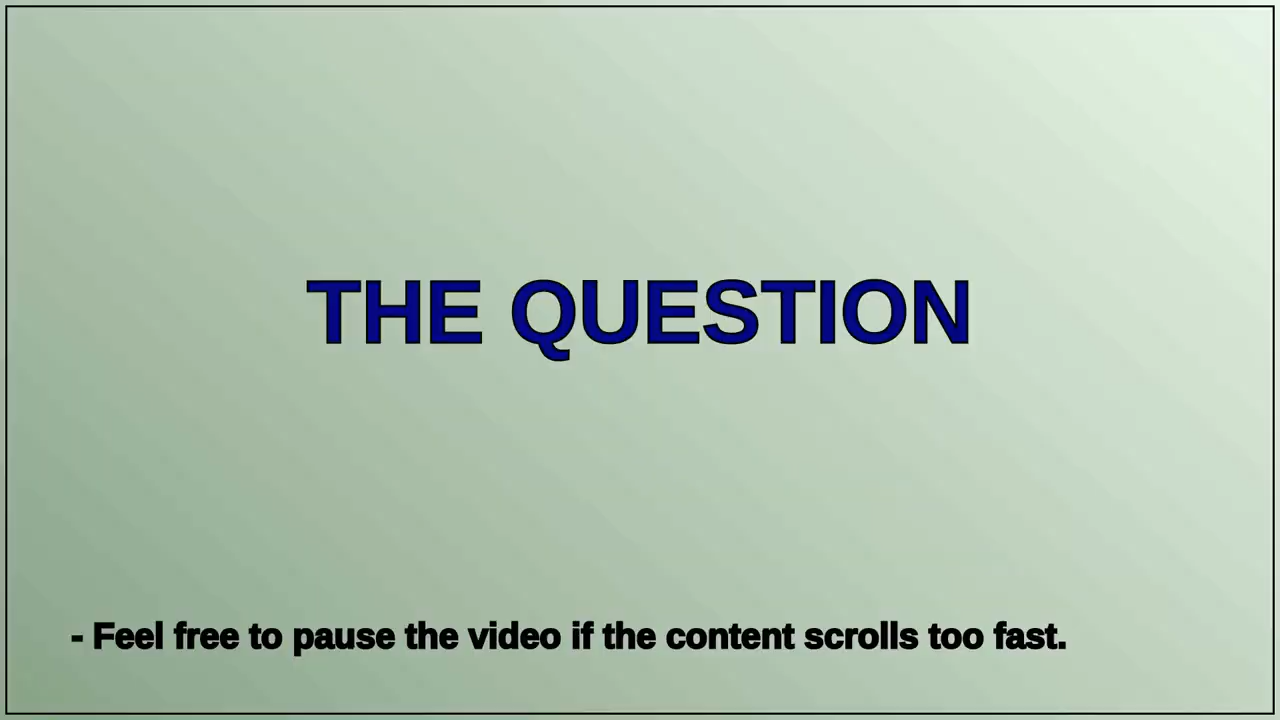 THE QUESTION
- Feel free to pause the video if the content scrolls too fast.